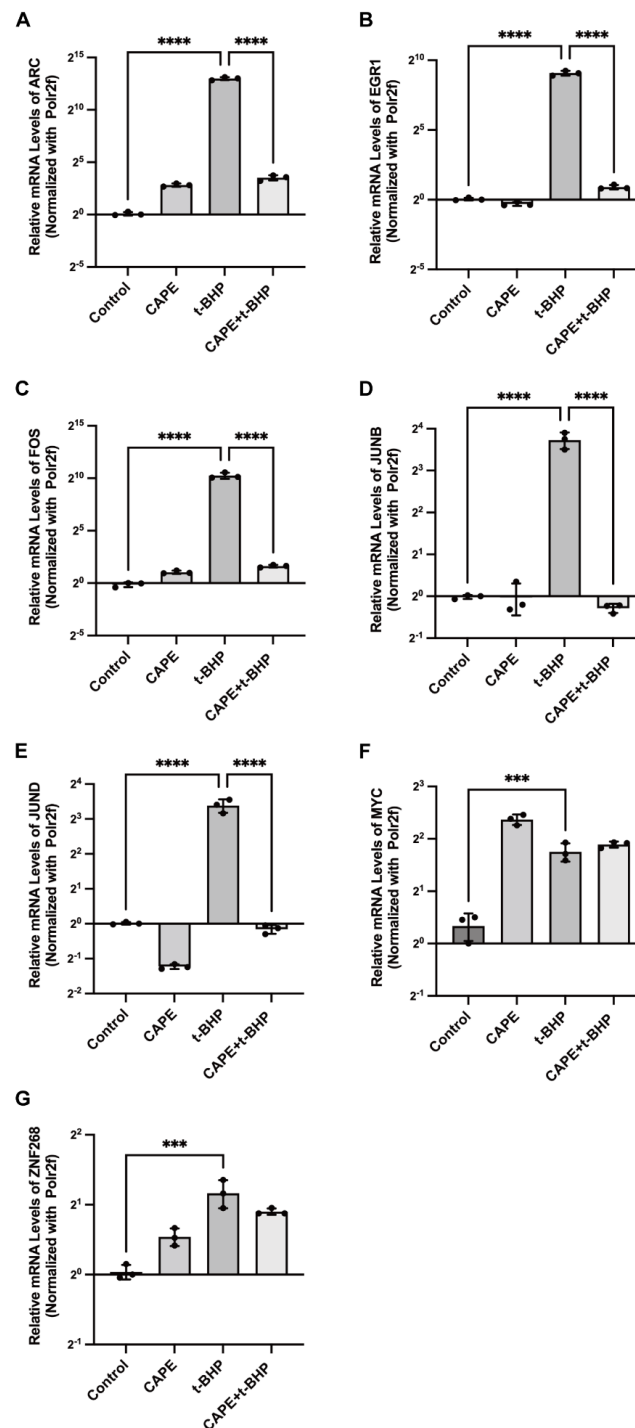 A
Relative mRNA Levels of ARC
(Normalized with Polr2f)
2^15
2^10
2^5
2^0
2^-5
**** ****
Control CAPE t-BHP CAPE+t-BHP
B
Relative mRNA Levels of EGR1
(Normalized with Polr2f)
2^10
2^5
2^0
2^-5
**** ****
Control CAPE t-BHP CAPE+t-BHP
C
Relative mRNA Levels of FOS
(Normalized with Polr2f)
2^15
2^10
2^5
2^0
2^-5
**** ****
Control CAPE t-BHP CAPE+t-BHP
D
Relative mRNA Levels of JUNB
(Normalized with Polr2f)
2^4
2^3
2^2
2^1
2^0
2^-1
**** ****
Control CAPE t-BHP CAPE+t-BHP
E
Relative mRNA Levels of JUND
(Normalized with Polr2f)
2^4
2^3
2^2
2^1
2^0
2^-1
2^-2
**** ****
Control CAPE t-BHP CAPE+t-BHP
F
Relative mRNA Levels of MYC
(Normalized with Polr2f)
2^3
2^2
2^1
2^0
2^-1
***
Control CAPE t-BHP CAPE+t-BHP
G
Relative mRNA Levels of ZNF268
(Normalized with Polr2f)
2^2
2^1
2^0
2^-1
***
Control CAPE t-BHP CAPE+t-BHP